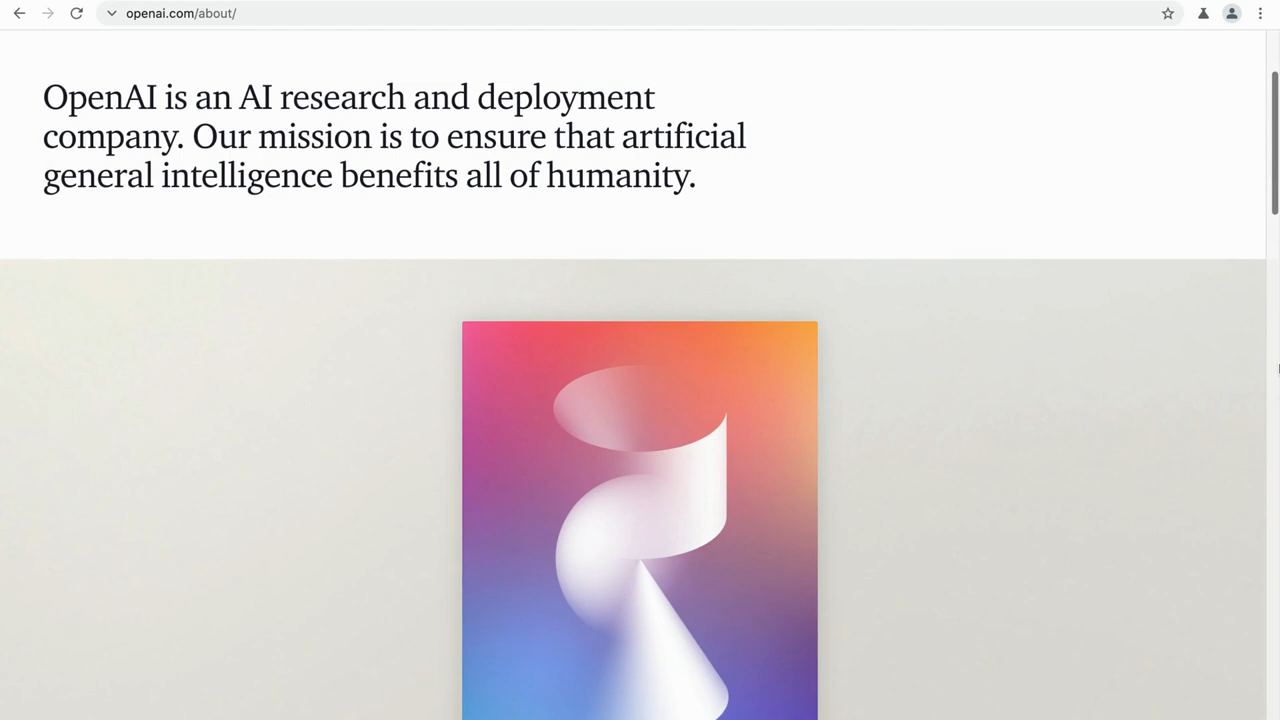 openai.com/about/
OpenAI is an AI research and deployment
company. Our mission is to ensure that artificial
general intelligence benefits all of humanity.